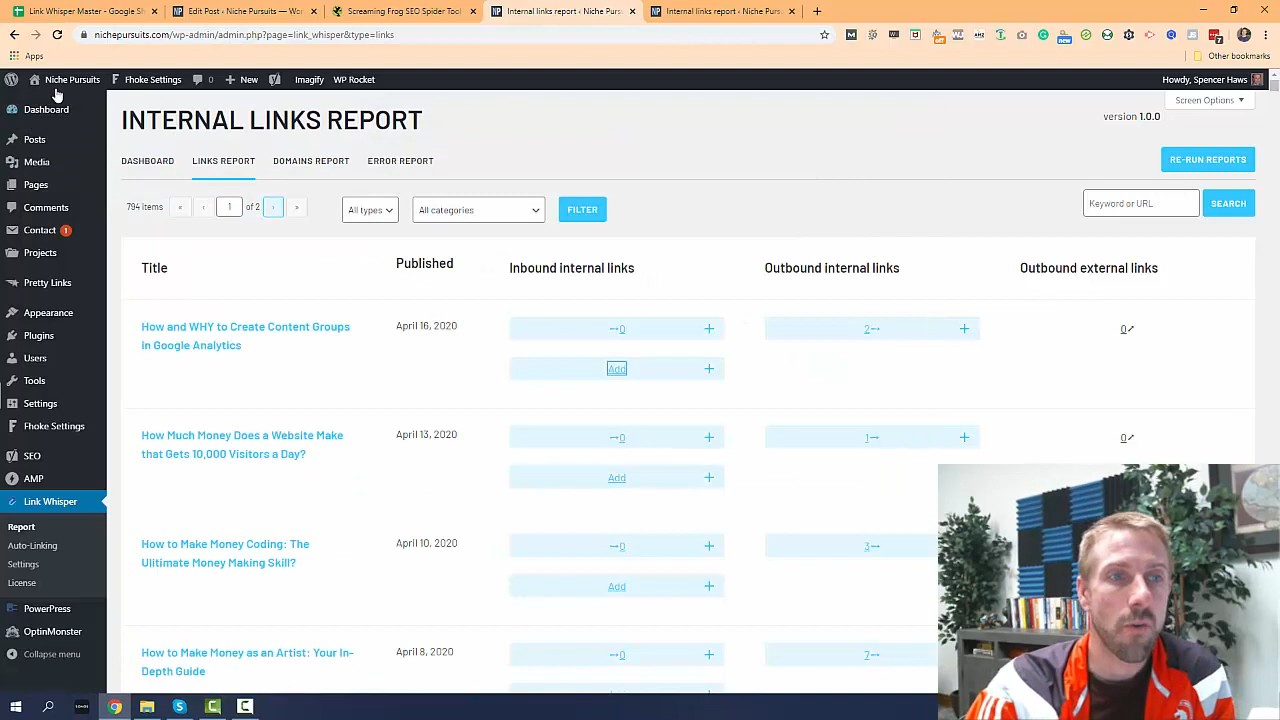 Link Whisper Master - Google Sh
Edit Post ‹ Niche Pursuits — Wo
Screaming Frog SEO Spider Tool
Internal links report ‹ Niche Purs
Internal links report ‹ Niche Purs
nichepursuits.com/wp-admin/admin.php?page=link_whisper&type=links
Apps
Other bookmarks
Niche Pursuits
Fhoke Settings
0
New
Imagify
WP Rocket
Howdy, Spencer Haws
Screen Options
Dashboard
Posts
Media
Pages
Comments
Contact 1
Projects
Pretty Links
Appearance
Plugins
Users
Tools
Settings
Fhoke Settings
SEO
AMP
Link Whisper
Report
Auto-Linking
Settings
License
PowerPress
OptinMonster
Collapse menu
INTERNAL LINKS REPORT
version 1.0.0
DASHBOARD LINKS REPORT DOMAINS REPORT ERROR REPORT
RE-RUN REPORTS
794 items « ‹ 1 of 2 › »
All types
All categories
FILTER
Keyword or URL
SEARCH
Title Published Inbound internal links Outbound internal links Outbound external links
How and WHY to Create Content Groups
in Google Analytics
April 16, 2020
0 +
2 +
0
Add +
How Much Money Does a Website Make
that Gets 10,000 Visitors a Day?
April 13, 2020
0 +
1 +
0
Add +
How to Make Money Coding: The
Ulitimate Money Making Skill?
April 10, 2020
0 +
3
Add +
How to Make Money as an Artist: Your In-
Depth Guide
April 8, 2020
0 +
7